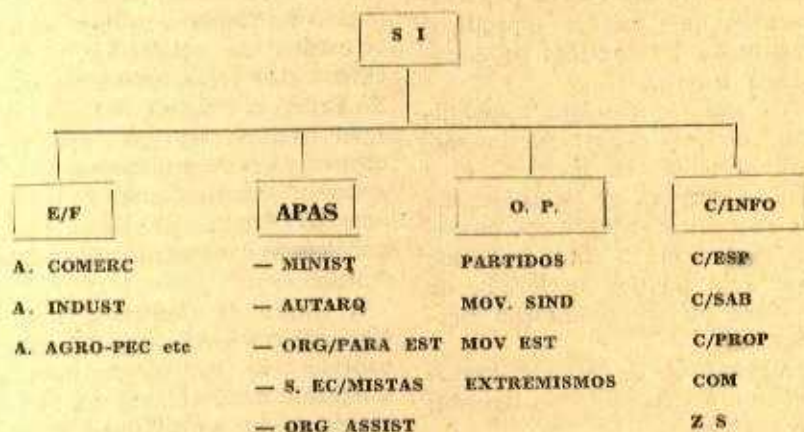 S I
E/F APAS O. P. C/INFO
A. COMERC — MINIST PARTIDOS C/ESP
A. INDUST — AUTARQ MOV. SIND C/SAB
A. AGRO-PEC etc — ORG/PARA EST MOV EST C/PROP
— S. EC/MISTAS EXTREMISMOS COM
— ORG ASSIST Z S